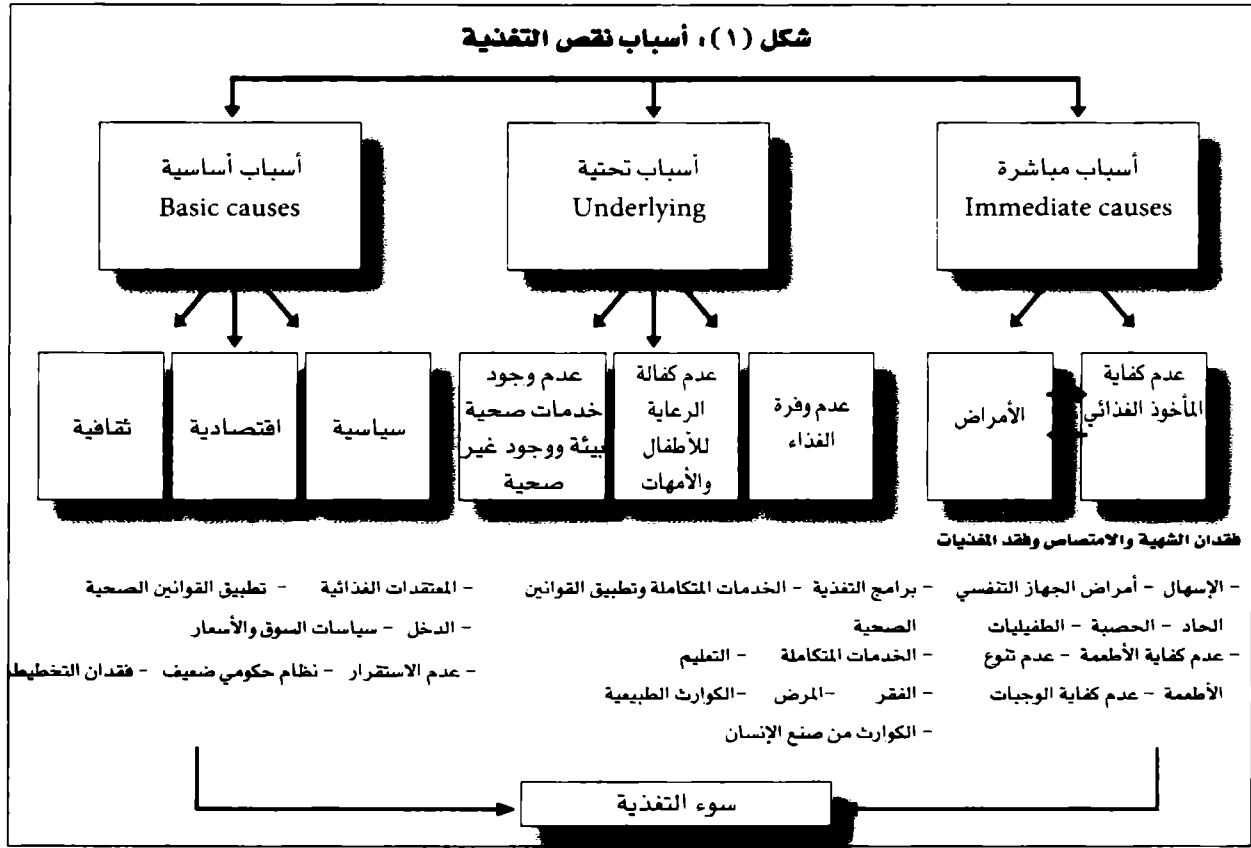 شكل (١)، أسباب نقص التغذية
أسباب مباشرة
Immediate causes
أسباب تحتية
Underlying
أسباب أساسية
Basic causes
عدم كفاية
المأخوذ الغذائي
الأمراض
عدم وفرة
الغذاء
عدم كفالة
الرعاية
للأطفال
والأمهات
عدم وجود
خدمات صحية
بيئة ووجود غير
صحية
سياسية
اقتصادية
ثقافية
فقدان الشهية والامتصاص وفقد المغذيات
- الإسهال - أمراض الجهاز التنفسي
الحاد - الحصبة - الطفيليات
- عدم كفاية الأطعمة - عدم تنوع
الأطعمة - عدم كفاية الوجبات
- برامج التغذية - الخدمات المتكاملة وتطبيق القوانين
الصحية
- الخدمات المتكاملة - التعليم
- الفقر - المرض - الكوارث الطبيعية
- الكوارث من صنع الإنسان
- المعتقدات الغذائية - تطبيق القوانين الصحية
- الدخل - سياسات السوق والأسعار
- عدم الاستقرار - نظام حكومي ضعيف - فقدان التخطيط
سوء التغذية